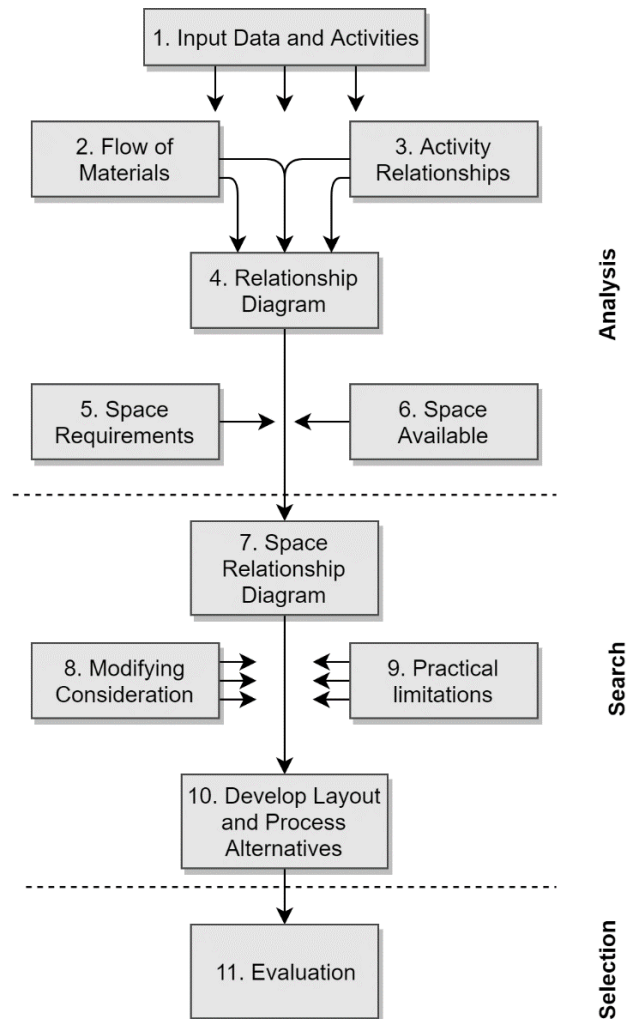 1. Input Data and Activities
2. Flow of
Materials
3. Activity
Relationships
4. Relationship
Diagram
Analysis
5. Space
Requirements
6. Space
Available
7. Space
Relationship
Diagram
8. Modifying
Consideration
9. Practical
limitations
Search
10. Develop Layout
and Process
Alternatives
11. Evaluation
Selection